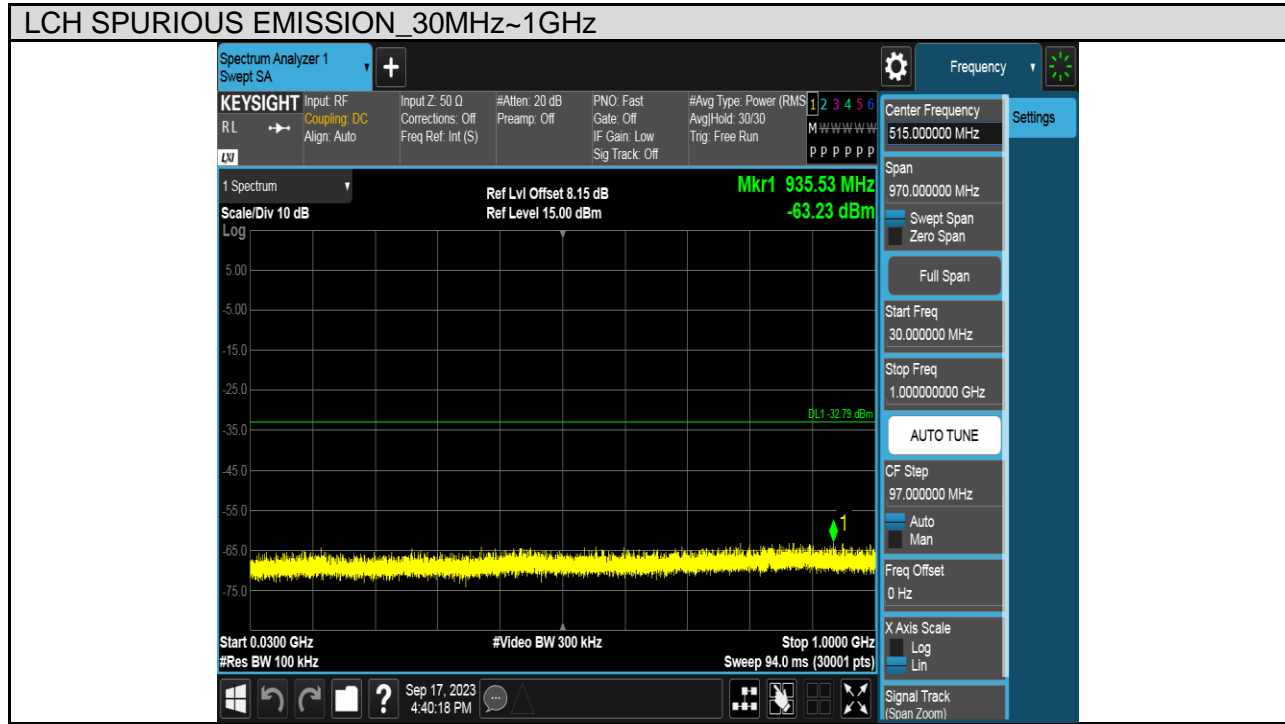 LCH SPURIOUS EMISSION_30MHz~1GHz
Spectrum Analyzer 1
Swept SA
+
Frequency
KEYSIGHT
RL
LXI
Input: RF
Coupling: DC
Align: Auto
Input Z: 50 Ω
Corrections: Off
Freq Ref: Int (S)
#Atten: 20 dB
Preamp: Off
PNO: Fast
Gate: Off
IF Gain: Low
Sig Track: Off
#Avg Type: Power (RMS
Avg|Hold: 30/30
Trig: Free Run
1 2 3 4 5 6
M W W W W W
P P P P P P
1 Spectrum
Scale/Div 10 dB
Ref Lvl Offset 8.15 dB
Ref Level 15.00 dBm
Mkr1 935.53 MHz
-63.23 dBm
Log
5.00
-5.00
-15.0
-25.0
DL1 -32.79 dBm
-35.0
-45.0
-55.0
1
-65.0
-75.0
Start 0.0300 GHz
#Res BW 100 kHz
#Video BW 300 kHz
Stop 1.0000 GHz
Sweep 94.0 ms (30001 pts)
?
Sep 17, 2023
4:40:18 PM
Center Frequency
515.000000 MHz
Settings
Span
970.000000 MHz
Swept Span
Zero Span
Full Span
Start Freq
30.000000 MHz
Stop Freq
1.000000000 GHz
AUTO TUNE
CF Step
97.000000 MHz
Auto
Man
Freq Offset
0 Hz
X Axis Scale
Log
Lin
Signal Track
(Span Zoom)